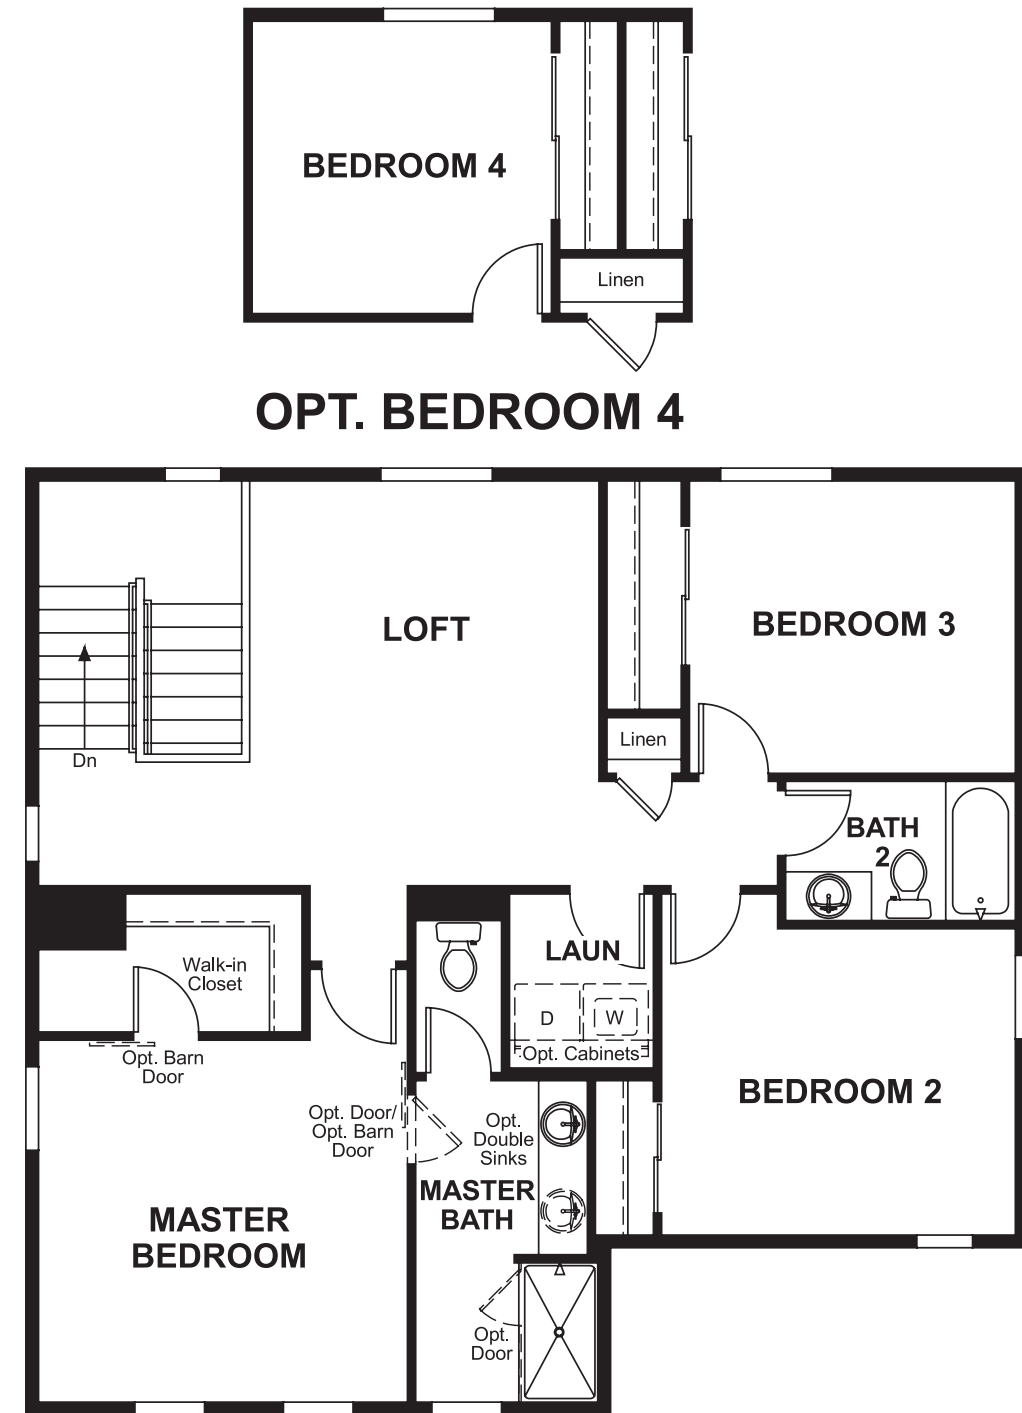 BEDROOM 4
Linen
OPT. BEDROOM 4
LOFT
BEDROOM 3
Dn
Linen
BATH
2
Walk-in
Closet
LAUN
D
W
Opt. Cabinets
Opt. Barn
Door
Opt. Door/
Opt. Barn
Door
Opt.
Double
Sinks
BEDROOM 2
MASTER
BATH
MASTER
BEDROOM
Opt.
Door